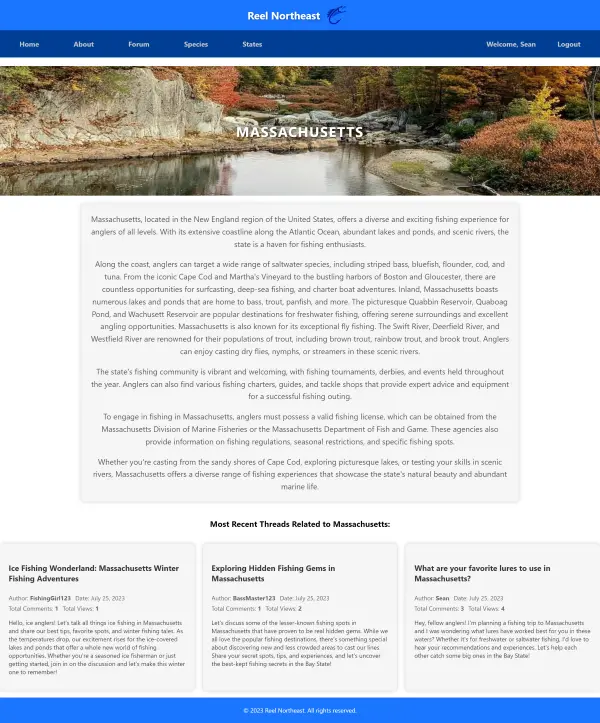 Reel Northeast
Home About Forum Species States Welcome, Sean Logout
MASSACHUSETTS
Massachusetts, located in the New England region of the United States, offers a diverse and exciting fishing experience for
anglers of all levels. With its extensive coastline along the Atlantic Ocean, abundant lakes and ponds, and scenic rivers, the
state is a haven for fishing enthusiasts.
Along the coast, anglers can target a wide range of saltwater species, including striped bass, bluefish, flounder, cod, and
tuna. From the iconic Cape Cod and Martha's Vineyard to the bustling harbors of Boston and Gloucester, there are
countless opportunities for surfcasting, deep-sea fishing, and charter boat adventures. Inland, Massachusetts boasts
numerous lakes and ponds that are home to bass, trout, panfish, and more. The picturesque Quabbin Reservoir, Quaboag
Pond, and Wachusett Reservoir are popular destinations for freshwater fishing, offering serene surroundings and excellent
angling opportunities. Massachusetts is also known for its exceptional fly fishing. The Swift River, Deerfield River, and
Westfield River are renowned for their populations of trout, including brown trout, rainbow trout, and brook trout. Anglers
can enjoy casting dry flies, nymphs, or streamers in these scenic rivers.
The state's fishing community is vibrant and welcoming, with fishing tournaments, derbies, and events held throughout
the year. Anglers can also find various fishing charters, guides, and tackle shops that provide expert advice and equipment
for a successful fishing outing.
To engage in fishing in Massachusetts, anglers must possess a valid fishing license, which can be obtained from the
Massachusetts Division of Marine Fisheries or the Massachusetts Department of Fish and Game. These agencies also
provide information on fishing regulations, seasonal restrictions, and specific fishing spots.
Whether you're casting from the sandy shores of Cape Cod, exploring picturesque lakes, or testing your skills in scenic
rivers, Massachusetts offers a diverse range of fishing experiences that showcase the state's natural beauty and abundant
marine life.
Most Recent Threads Related to Massachusetts:
Ice Fishing Wonderland: Massachusetts Winter
Fishing Adventures
Author: FishingGirl123 Date: July 25, 2023
Total Comments: 1 Total Views: 1
Hello, ice anglers! Let's talk all things ice fishing in Massachusetts
and share our best tips, favorite spots, and winter fishing tales. As
the temperatures drop, our excitement rises for the ice-covered
lakes and ponds that offer a whole new world of fishing
opportunities. Whether you're a seasoned ice fisherman or just
getting started, join in on the discussion and let's make this winter
one to remember!
Exploring Hidden Fishing Gems in
Massachusetts
Author: BassMaster123 Date: July 25, 2023
Total Comments: 1 Total Views: 2
Let's discuss some of the lesser-known fishing spots in
Massachusetts that have proven to be real hidden gems. While we
all love the popular fishing destinations, there's something special
about discovering new and less crowded areas to cast our lines.
Share your secret spots, tips, and experiences, and let's uncover
the best-kept fishing secrets in the Bay State!
What are your favorite lures to use in
Massachusetts?
Author: Sean Date: July 25, 2023
Total Comments: 3 Total Views: 4
Hey, fellow anglers! I'm planning a fishing trip to Massachusetts
and I was wondering what lures have worked best for you in these
waters? Whether it's for freshwater or saltwater fishing, I'd love to
hear your recommendations and experiences. Let's help each
other catch some big ones in the Bay State!
© 2023 Reel Northeast. All rights reserved.